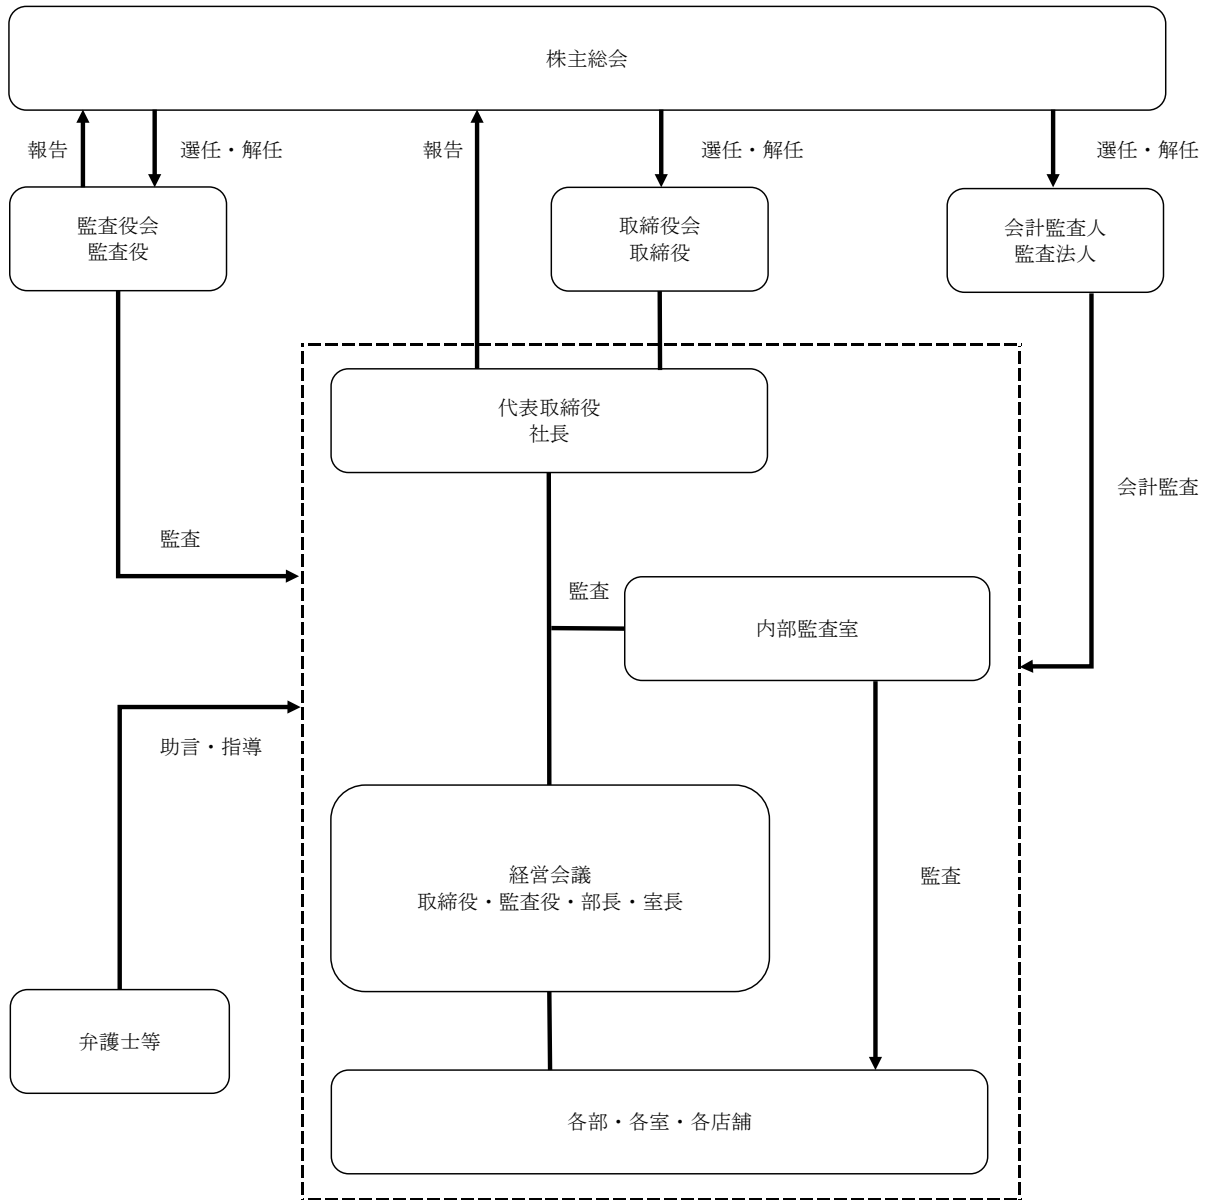 株主総会
報告
選任・解任
報告
選任・解任
選任・解任
監査役会
監査役
取締役会
取締役
会計監査人
監査法人
代表取締役
社長
会計監査
監査
監査
内部監査室
助言・指導
経営会議
取締役・監査役・部長・室長
監査
弁護士等
各部・各室・各店舗